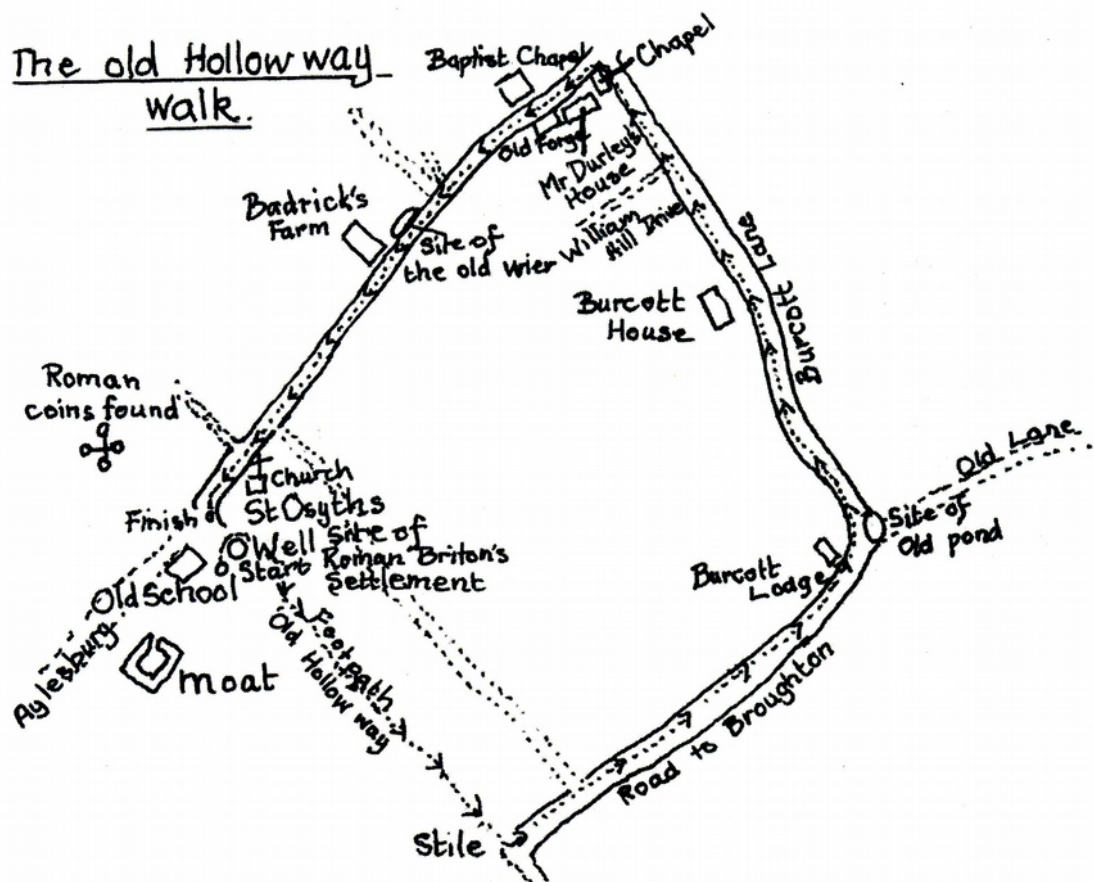 The old Hollow way
walk.
Baptist Chapel
Chapel
Old Forge
Mr Durley's
House
William
Hill Drive
Badrick's
Farm
Site of
the old wier
Burcott Lane
Burcott
House
Roman
coins found
Church
St Osyths
Finish
Well
Start
Site of
Roman Briton's
Settlement
Old School
Aylesbury
Moat
Footpath
Old Hollow way
Old Lane
Site of
Old pond
Burcott
Lodge
Road to Broughton
Stile